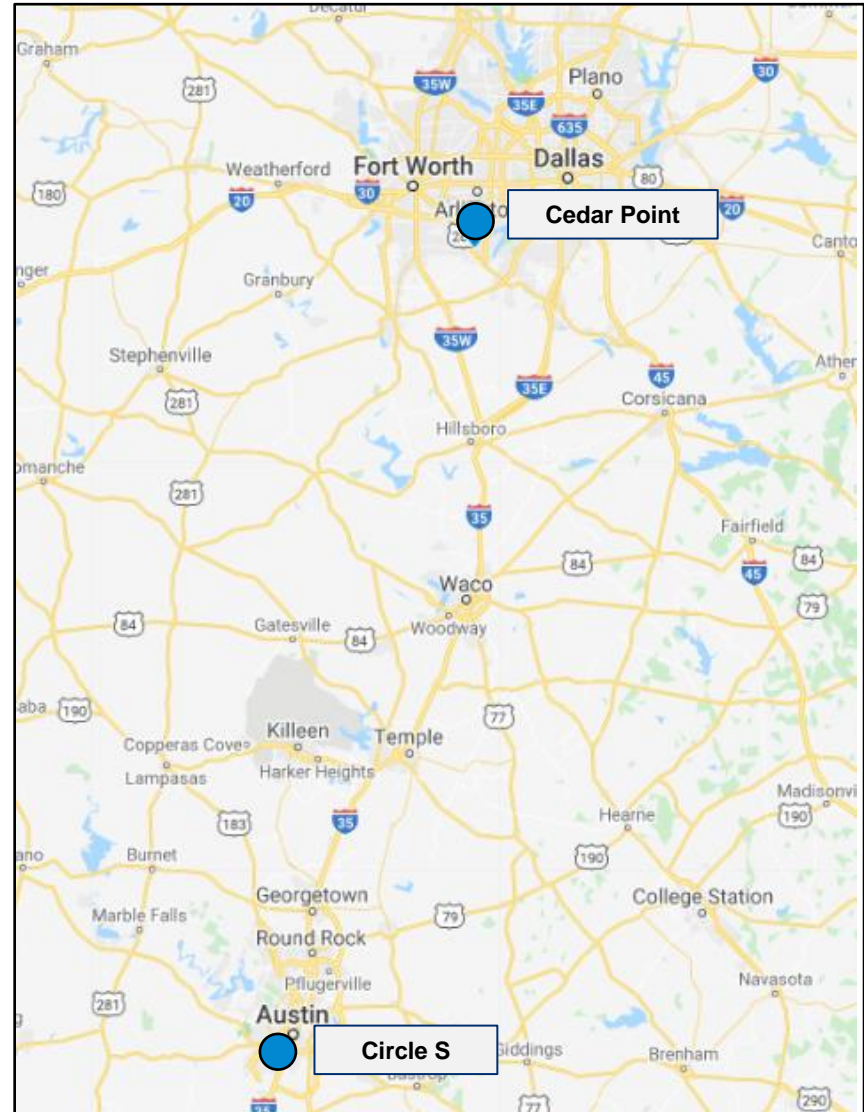 Decatur
Graham
281
35W
Plano
30
35E
635
Weatherford
Fort Worth
Dallas
180
20
30
80
20
Cedar Point
Granbury
35W
Stephenville
35E
45
281
Corsicana
Hillsboro
281
35
Fairfield
84
84
45
Waco
79
84
Gatesville
84
Woodway
190
77
Killeen
Temple
Copperas Cove
Harker Heights
Lampasas
183
35
Hearne
190
190
Burnet
Georgetown
College Station
Marble Falls
79
Round Rock
Pflugerville
Navasota
281
Austin
Circle S
Giddings
Brenham
77
290